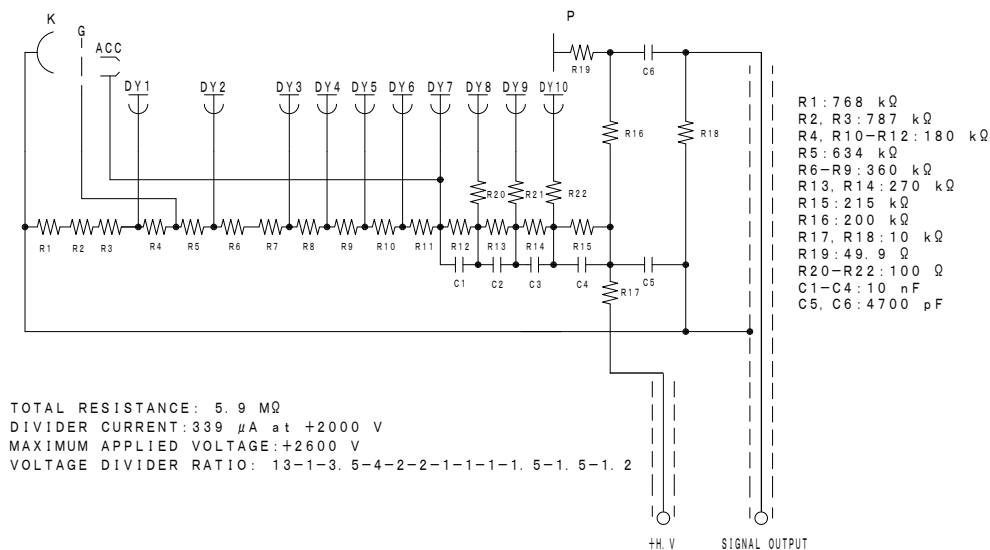 K
G
ACC
P
DY1 DY2 DY3 DY4 DY5 DY6 DY7 DY8 DY9 DY10
R19
C6
R16
R18
R20
R21
R22
R1 R2 R3 R4 R5 R6 R7 R8 R9 R10 R11 R12 R13 R14 R15
C1 C2 C3 C4 C5
R17
R1:768 kΩ
R2, R3:787 kΩ
R4, R10-R12:180 kΩ
R5:634 kΩ
R6-R9:360 kΩ
R13, R14:270 kΩ
R15:215 kΩ
R16:200 kΩ
R17, R18:10 kΩ
R19:49.9 Ω
R20-R22:100 Ω
C1-C4:10 nF
C5, C6:4700 pF
TOTAL RESISTANCE: 5.9 MΩ
DIVIDER CURRENT:339 μA at +2000 V
MAXIMUM APPLIED VOLTAGE:+2600 V
VOLTAGE DIVIDER RATIO: 13-1-3.5-4-2-2-1-1-1-1.5-1.5-1.2
+H.V
SIGNAL OUTPUT